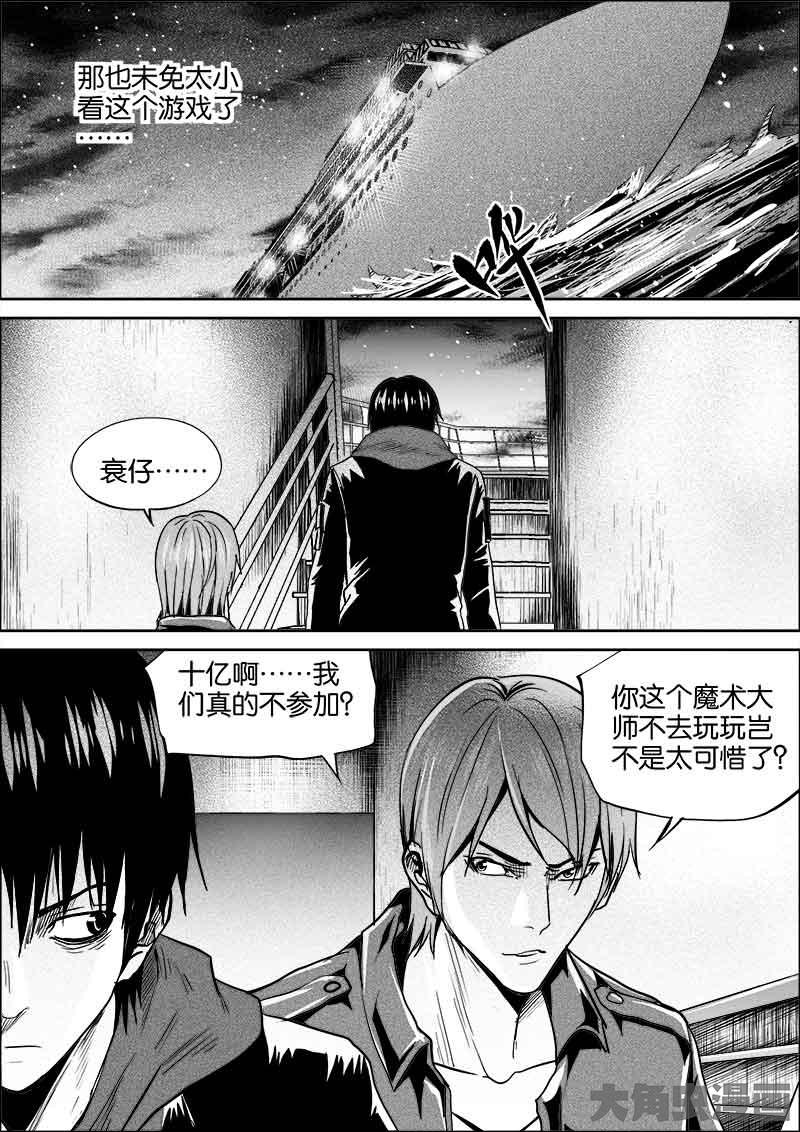 那也未免太小
看这个游戏了
……
哗
衰仔……
十亿啊……我
们真的不参加？
你这个魔术大
师不去玩玩岂
不是太可惜了？
大角虫漫画